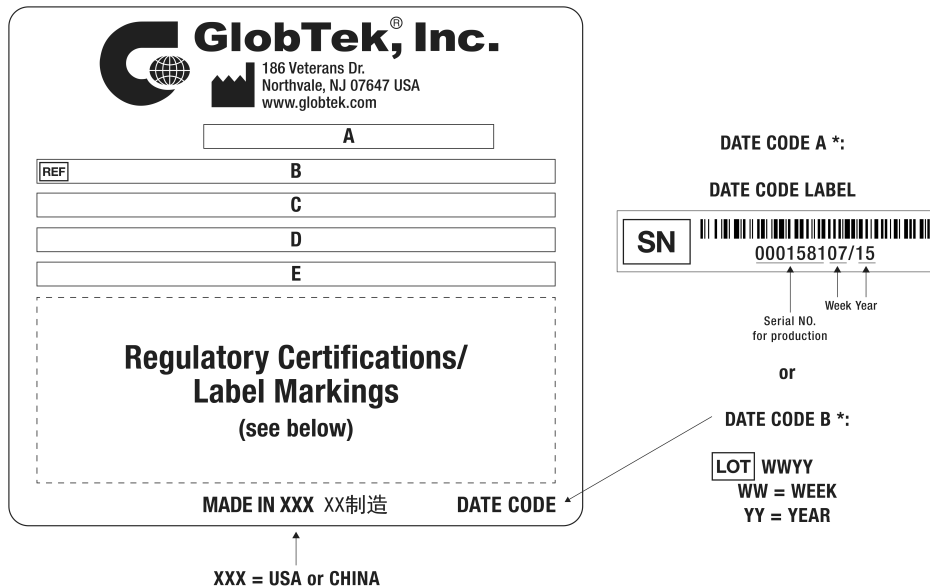 GlobTek,® Inc.
186 Veterans Dr.
Northvale, NJ 07647 USA
www.globtek.com
A
REF B
C
D
E
Regulatory Certifications/
Label Markings
(see below)
MADE IN XXX XX制造 DATE CODE
XXX = USA or CHINA
DATE CODE A *:
DATE CODE LABEL
SN
000158107/15
Week Year
Serial NO.
for production
or
DATE CODE B *:
LOT WWYY
WW = WEEK
YY = YEAR